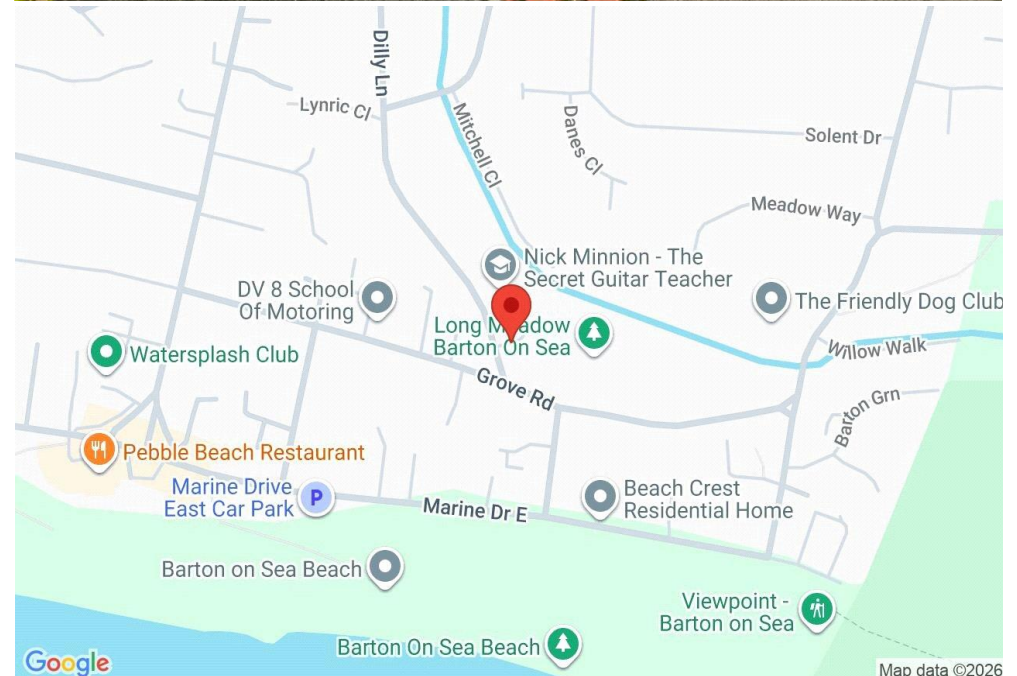 Dilly Ln
Lynric Cl
Mitchell Cl
Danes Cl
Solent Dr
Meadow Way
Nick Minnion - The
Secret Guitar Teacher
DV 8 School
Of Motoring
The Friendly Dog Club
Long Meadow
Barton On Sea
Watersplash Club
Willow Walk
Grove Rd
Barton Grn
Pebble Beach Restaurant
Marine Drive
East Car Park
P
Marine Dr E
Beach Crest
Residential Home
Barton on Sea Beach
Viewpoint -
Barton on Sea
Barton On Sea Beach
Google
Map data ©2026